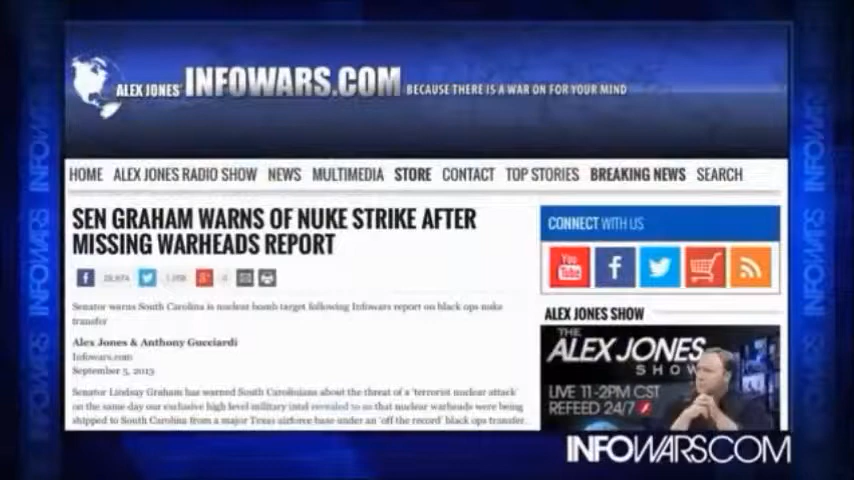 ALEX JONES' INFOWARS.COM BECAUSE THERE IS A WAR ON FOR YOUR MIND
HOME ALEX JONES RADIO SHOW NEWS MULTIMEDIA STORE CONTACT TOP STORIES BREAKING NEWS SEARCH
SEN GRAHAM WARNS OF NUKE STRIKE AFTER
MISSING WARHEADS REPORT
Senator warns South Carolina is nuclear bomb target following Infowars report on black ops nuke
transfer
Alex Jones & Anthony Gucciardi
Infowars.com
September 5, 2013
Senator Lindsay Graham has warned South Carolinians about the threat of a 'terrorist nuclear attack'
on the same day our exclusive high level military intel revealed to us that nuclear warheads were being
shipped to South Carolina from a major Texas airforce base under an 'off the record' black ops transfer.
CONNECT WITH US
You Tube
ALEX JONES SHOW
THE
ALEX JONES
SHOW
LIVE 11-2PM CST
REFEED 24/7
INFOWARS.COM
INFOWARS
INFOWARS
INFOWARS
INFOWARS